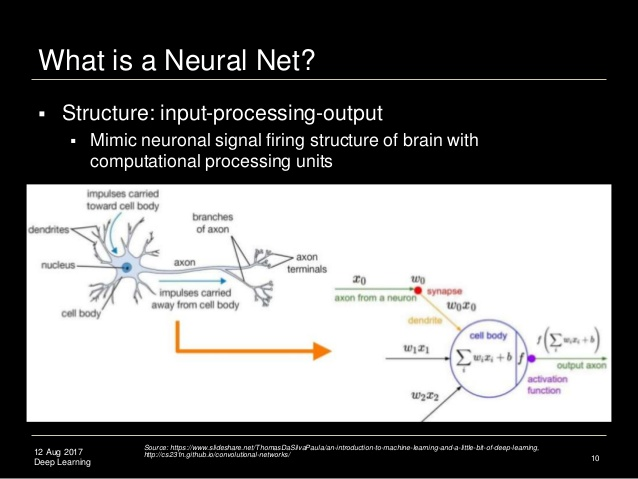 What is a Neural Net?
▪ Structure: input-processing-output
▪ Mimic neuronal signal firing structure of brain with
computational processing units
impulses carried
toward cell body
dendrites
nucleus
cell body
axon
branches
of axon
axon
terminals
impulses carried
away from cell body
x₀
w₀
axon from a neuron
synapse
w₀x₀
dendrite
cell body
w₁x₁
∑ᵢ wᵢxᵢ + b
f
f(∑ᵢ wᵢxᵢ + b)
output axon
activation
function
w₂x₂
12 Aug 2017
Deep Learning
Source: https://www.slideshare.net/ThomasDaSilvaPaula/an-introduction-to-machine-learning-and-a-little-bit-of-deep-learning,
http://cs231n.github.io/convolutional-networks/
10